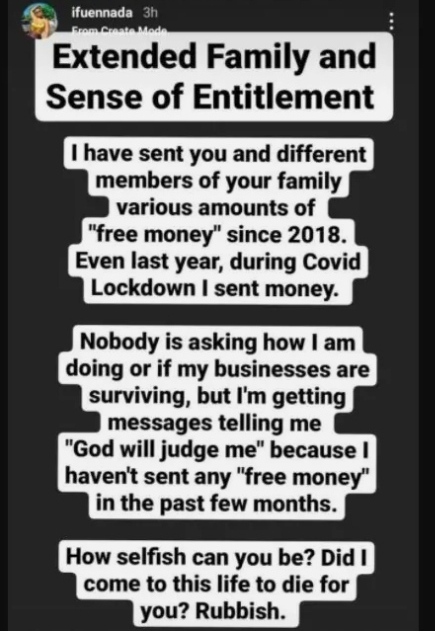 ifuennada 3h
From Create Mode
Extended Family and
Sense of Entitlement
I have sent you and different
members of your family
various amounts of
"free money" since 2018.
Even last year, during Covid
Lockdown I sent money.
Nobody is asking how I am
doing or if my businesses are
surviving, but I'm getting
messages telling me
"God will judge me" because I
haven't sent any "free money"
in the past few months.
How selfish can you be? Did I
come to this life to die for
you? Rubbish.